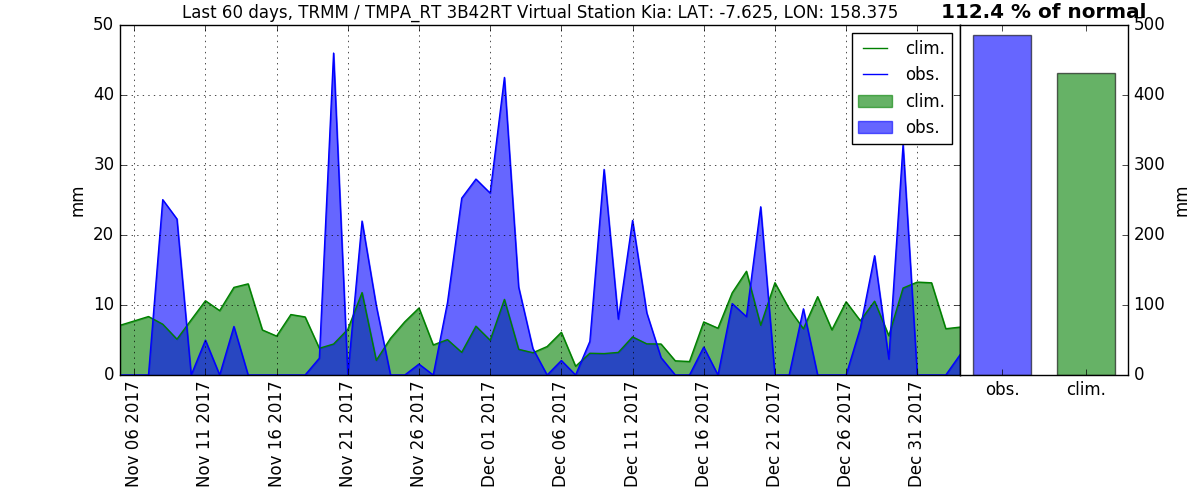 Last 60 days, TRMM / TMPA_RT 3B42RT Virtual Station Kia: LAT: -7.625, LON: 158.375
112.4 % of normal
50
40
30
20
10
0
mm
clim.
obs.
clim.
obs.
500
400
300
200
100
0
mm
Nov 06 2017
Nov 11 2017
Nov 16 2017
Nov 21 2017
Nov 26 2017
Dec 01 2017
Dec 06 2017
Dec 11 2017
Dec 16 2017
Dec 21 2017
Dec 26 2017
Dec 31 2017
obs.
clim.